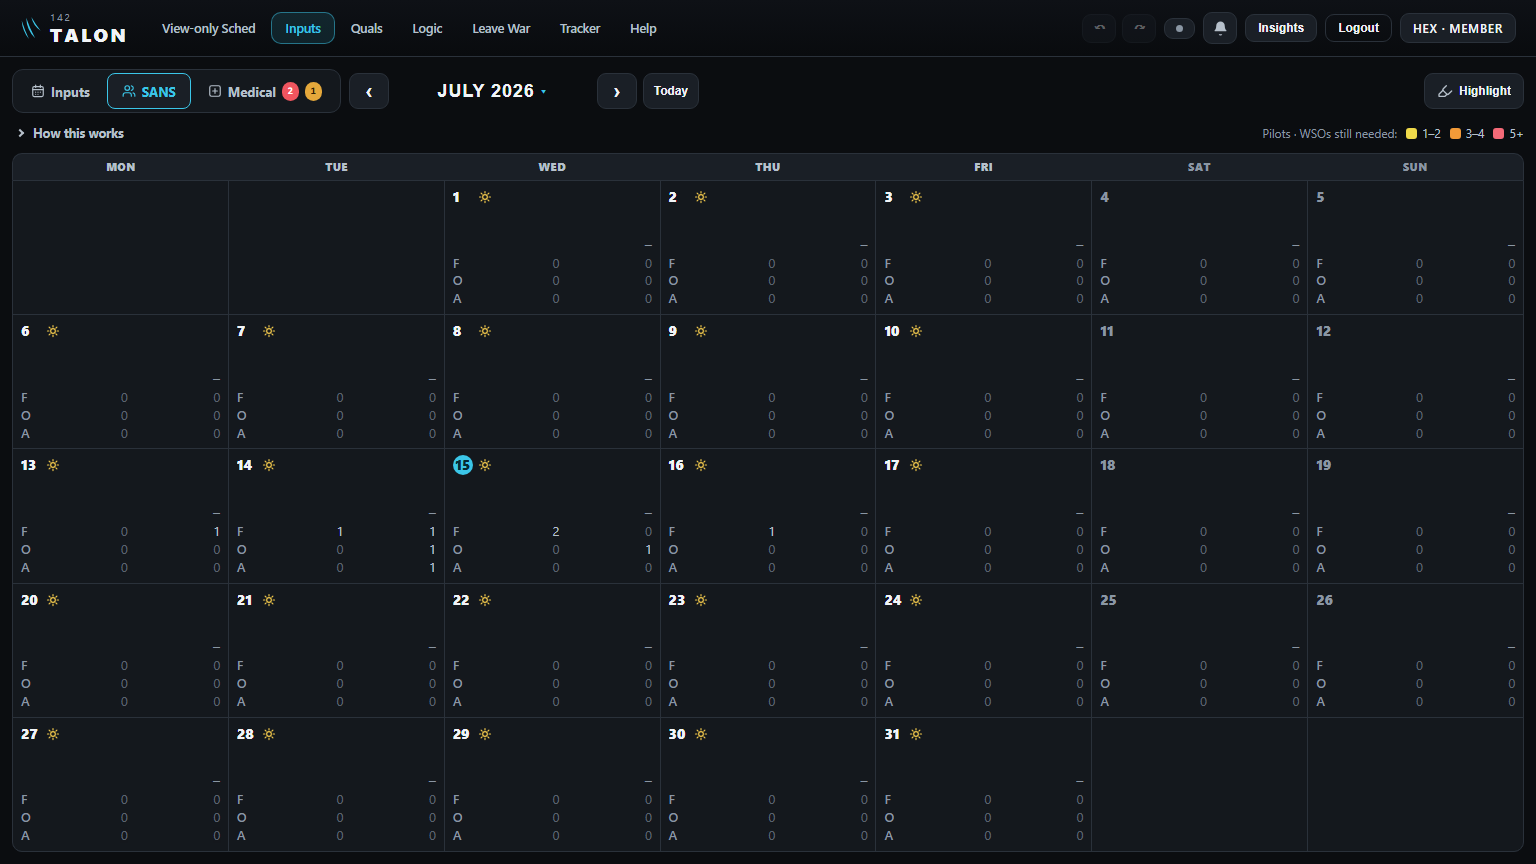 142
TALON
View-only Sched
Inputs
Quals
Logic
Leave War
Tracker
Help
Insights
Logout
HEX · MEMBER
Inputs
SANS
Medical 2 1
‹
JULY 2026
›
Today
Highlight
How this works
Pilots · WSOs still needed: 1–2 3–4 5+
MON TUE WED THU FRI SAT SUN
1 2 3 4 5
– – – – –
F 0 0 F 0 0 F 0 0 F 0 0 F 0 0
O 0 0 O 0 0 O 0 0 O 0 0 O 0 0
A 0 0 A 0 0 A 0 0 A 0 0 A 0 0
6 7 8 9 10 11 12
– – – – – – –
F 0 0 F 0 0 F 0 0 F 0 0 F 0 0 F 0 0 F 0 0
O 0 0 O 0 0 O 0 0 O 0 0 O 0 0 O 0 0 O 0 0
A 0 0 A 0 0 A 0 0 A 0 0 A 0 0 A 0 0 A 0 0
13 14 15 16 17 18 19
– – – – – – –
F 0 1 F 1 1 F 2 0 F 1 0 F 0 0 F 0 0 F 0 0
O 0 0 O 0 1 O 0 1 O 0 0 O 0 0 O 0 0 O 0 0
A 0 0 A 0 1 A 0 0 A 0 0 A 0 0 A 0 0 A 0 0
20 21 22 23 24 25 26
– – – – – – –
F 0 0 F 0 0 F 0 0 F 0 0 F 0 0 F 0 0 F 0 0
O 0 0 O 0 0 O 0 0 O 0 0 O 0 0 O 0 0 O 0 0
A 0 0 A 0 0 A 0 0 A 0 0 A 0 0 A 0 0 A 0 0
27 28 29 30 31
– – – – –
F 0 0 F 0 0 F 0 0 F 0 0 F 0 0
O 0 0 O 0 0 O 0 0 O 0 0 O 0 0
A 0 0 A 0 0 A 0 0 A 0 0 A 0 0